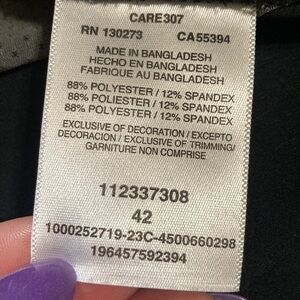 CARE307
RN 130273 CA55394
MADE IN BANGLADESH
HECHO EN BANGLADESH
FABRIQUE AU BANGLADESH
88% POLYESTER / 12% SPANDEX
88% POLIESTER / 12% SPANDEX
88% POLYESTER / 12% SPANDEX
EXCLUSIVE OF DECORATION / EXCEPTO
DECORACION / EXCLUSIVE OF TRIMMING/
GARNITURE NON COMPRISE
112337308
42
1000252719-23C-4500660298
196457592394